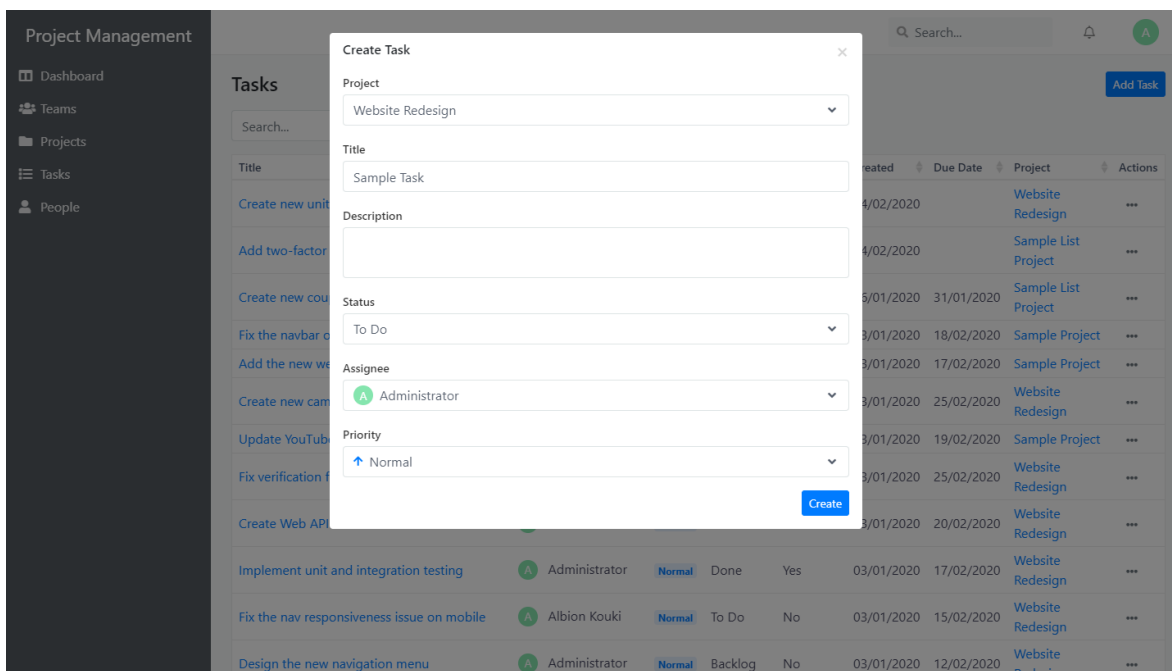 Project Management
Dashboard
Teams
Projects
Tasks
People
Search...
A
Tasks
Add Task
Search...
Title
Created Due Date Project Actions
Create new unit 4/02/2020 Website
Redesign
Add two-factor 4/02/2020 Sample List
Project
Create new cou 6/01/2020 31/01/2020 Sample List
Project
Fix the navbar o 3/01/2020 18/02/2020 Sample Project
Add the new we 3/01/2020 17/02/2020 Sample Project
Create new cam 3/01/2020 25/02/2020 Website
Redesign
Update YouTub 3/01/2020 19/02/2020 Sample Project
Fix verification f 3/01/2020 25/02/2020 Website
Redesign
Create Web API 3/01/2020 20/02/2020 Website
Redesign
Implement unit and integration testing A Administrator Normal Done Yes 03/01/2020 17/02/2020 Website
Redesign
Fix the nav responsiveness issue on mobile A Albion Kouki Normal To Do No 03/01/2020 15/02/2020 Website
Redesign
Design the new navigation menu A Administrator Normal Backlog No 03/01/2020 12/02/2020 Website
Create Task
×
Project
Website Redesign
Title
Sample Task
Description
Status
To Do
Assignee
A Administrator
Priority
Normal
Create